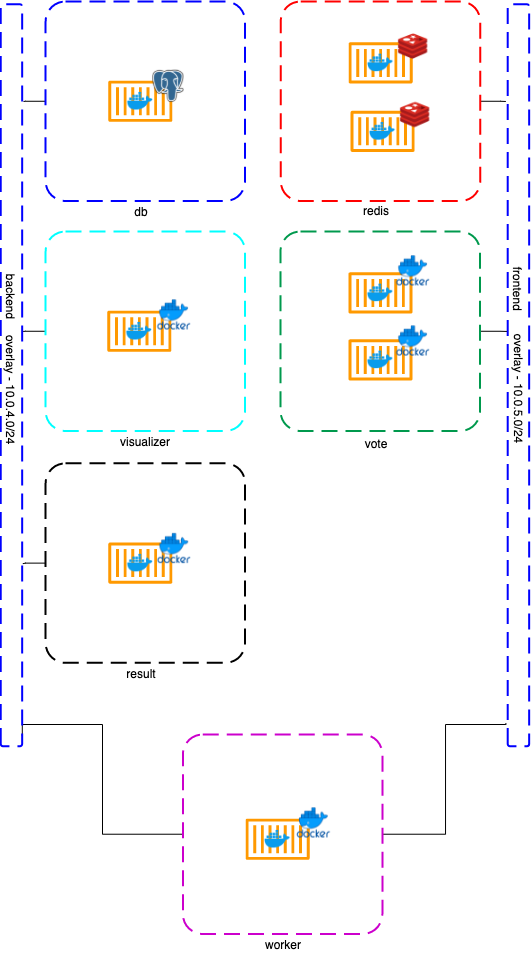 db
redis
backend overlay - 10.0.4.0/24
frontend overlay - 10.0.5.0/24
docker
docker
docker
visualizer
vote
docker
result
docker
worker